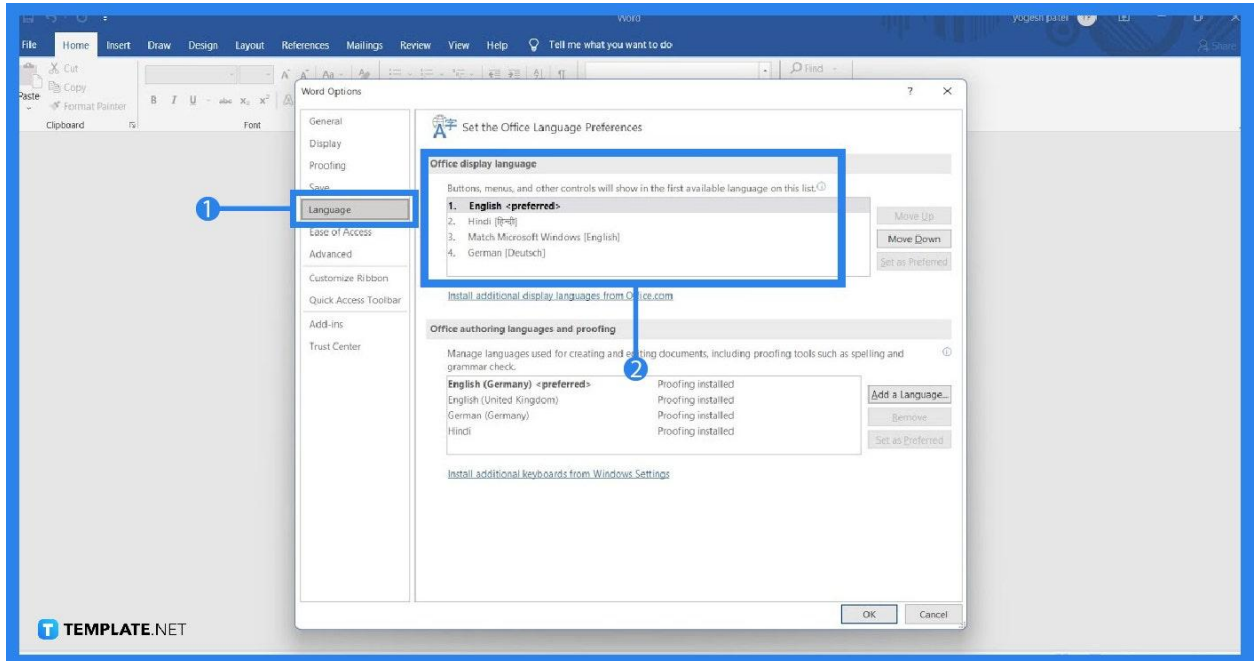 Word
yogesh patel
File Home Insert Draw Design Layout References Mailings Review View Help Tell me what you want to do
Share
Paste
Cut
Copy
Format Painter
Find
B I U abc X₂ X²
Clipboard
Font
Word Options
?
General
Display
Proofing
Save
Language
Ease of Access
Advanced
Customize Ribbon
Quick Access Toolbar
Add-ins
Trust Center
1
Set the Office Language Preferences
Office display language
Buttons, menus, and other controls will show in the first available language on this list.
1. English <preferred>
2. Hindi [हिन्दी]
3. Match Microsoft Windows [English]
4. German [Deutsch]
Move Up
Move Down
Set as Preferred
Install additional display languages from Office.com
Office authoring languages and proofing
Manage languages used for creating and editing documents, including proofing tools such as spelling and
grammar check.
2
English (Germany) <preferred> Proofing installed
English (United Kingdom) Proofing installed
German (Germany) Proofing installed
Hindi Proofing installed
Add a Language...
Remove
Set as Preferred
Install additional keyboards from Windows Settings
OK
Cancel
T TEMPLATE.NET